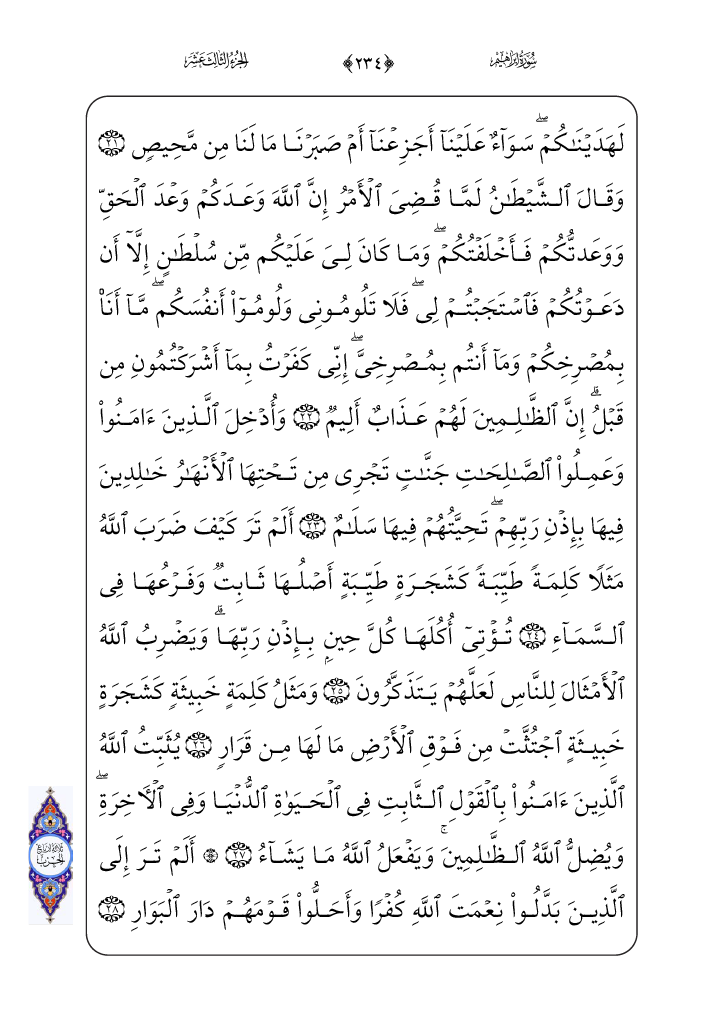 سُورَةُ إِبْرَاهِيمَ
﴿٢٣٤﴾
الجُزءُ الثَّالِثَ عَشَرَ
لَهَدَيۡنَٰكُمۡۖ سَوَآءٌ عَلَيۡنَآ أَجَزِعۡنَآ أَمۡ صَبَرۡنَا مَا لَنَا مِن مَّحِيصٖ ٢١
وَقَالَ ٱلشَّيۡطَٰنُ لَمَّا قُضِىَ ٱلۡأَمۡرُ إِنَّ ٱللَّهَ وَعَدَكُمۡ وَعۡدَ ٱلۡحَقِّ
وَوَعَدتُّكُمۡ فَأَخۡلَفۡتُكُمۡۖ وَمَا كَانَ لِىَ عَلَيۡكُم مِّن سُلۡطَٰنٍ إِلَّآ أَن
دَعَوۡتُكُمۡ فَٱسۡتَجَبۡتُمۡ لِىۖ فَلَا تَلُومُونِى وَلُومُوٓاْ أَنفُسَكُمۖ مَّآ أَنَا۠
بِمُصۡرِخِكُمۡ وَمَآ أَنتُم بِمُصۡرِخِىَّۖ إِنِّى كَفَرۡتُ بِمَآ أَشۡرَكۡتُمُونِ مِن
قَبۡلُۗ إِنَّ ٱلظَّٰلِمِينَ لَهُمۡ عَذَابٌ أَلِيمٞ ٢٢ وَأُدۡخِلَ ٱلَّذِينَ ءَامَنُواْ
وَعَمِلُواْ ٱلصَّٰلِحَٰتِ جَنَّٰتٖ تَجۡرِى مِن تَحۡتِهَا ٱلۡأَنۡهَٰرُ خَٰلِدِينَ
فِيهَا بِإِذۡنِ رَبِّهِمۡۖ تَحِيَّتُهُمۡ فِيهَا سَلَٰمٌ ٢٣ أَلَمۡ تَرَ كَيۡفَ ضَرَبَ ٱللَّهُ
مَثَلٗا كَلِمَةٗ طَيِّبَةٗ كَشَجَرَةٖ طَيِّبَةٍ أَصۡلُهَا ثَابِتٞ وَفَرۡعُهَا فِى
ٱلسَّمَآءِ ٢٤ تُؤۡتِىٓ أُكُلَهَا كُلَّ حِينِۭ بِإِذۡنِ رَبِّهَاۗ وَيَضۡرِبُ ٱللَّهُ
ٱلۡأَمۡثَالَ لِلنَّاسِ لَعَلَّهُمۡ يَتَذَكَّرُونَ ٢٥ وَمَثَلُ كَلِمَةٍ خَبِيثَةٖ كَشَجَرَةٍ
خَبِيثَةٍ ٱجۡتُثَّتۡ مِن فَوۡقِ ٱلۡأَرۡضِ مَا لَهَا مِن قَرَارٖ ٢٦ يُثَبِّتُ ٱللَّهُ
ٱلَّذِينَ ءَامَنُواْ بِٱلۡقَوۡلِ ٱلثَّابِتِ فِى ٱلۡحَيَوٰةِ ٱلدُّنۡيَا وَفِى ٱلۡأٓخِرَةِۖ
وَيُضِلُّ ٱللَّهُ ٱلظَّٰلِمِينَۚ وَيَفۡعَلُ ٱللَّهُ مَا يَشَآءُ ٢٧ ۞ أَلَمۡ تَرَ إِلَى
ٱلَّذِينَ بَدَّلُواْ نِعۡمَتَ ٱللَّهِ كُفۡرٗا وَأَحَلُّواْ قَوۡمَهُمۡ دَارَ ٱلۡبَوَارِ ٢٨
ثلاثة أرباع
الحزب